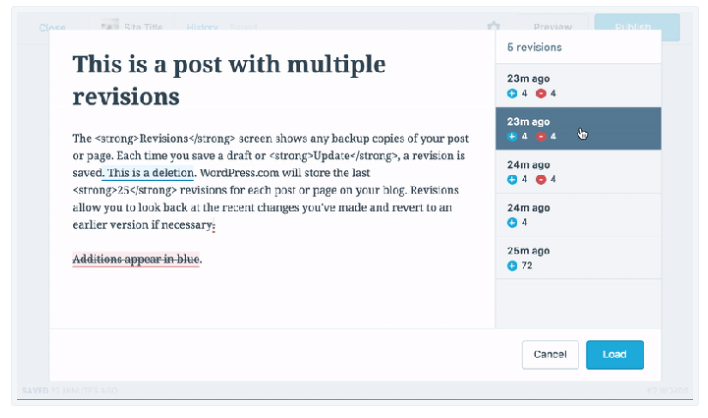 Close Site Title History Saved Preview Publish
This is a post with multiple
revisions
The <strong>Revisions</strong> screen shows any backup copies of your post
or page. Each time you save a draft or <strong>Update</strong>, a revision is
saved. This is a deletion. WordPress.com will store the last
<strong>25</strong> revisions for each post or page on your blog. Revisions
allow you to look back at the recent changes you've made and revert to an
earlier version if necessary:
Additions appear in blue.
5 revisions
23m ago
4 4
23m ago
4 4
24m ago
4 4
24m ago
4
25m ago
72
Cancel Load
SAVED MINUTES AGO